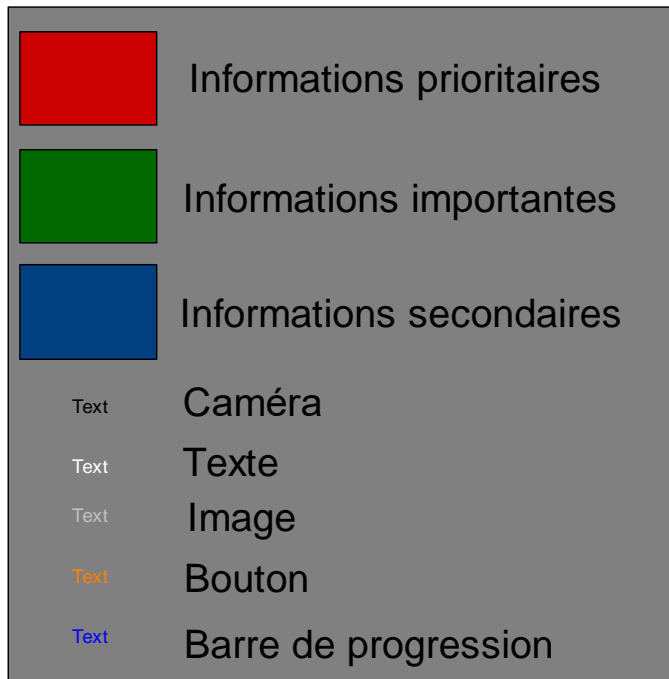 Informations prioritaires
Informations importantes
Informations secondaires
Text Caméra
Text Texte
Text Image
Text Bouton
Text Barre de progression